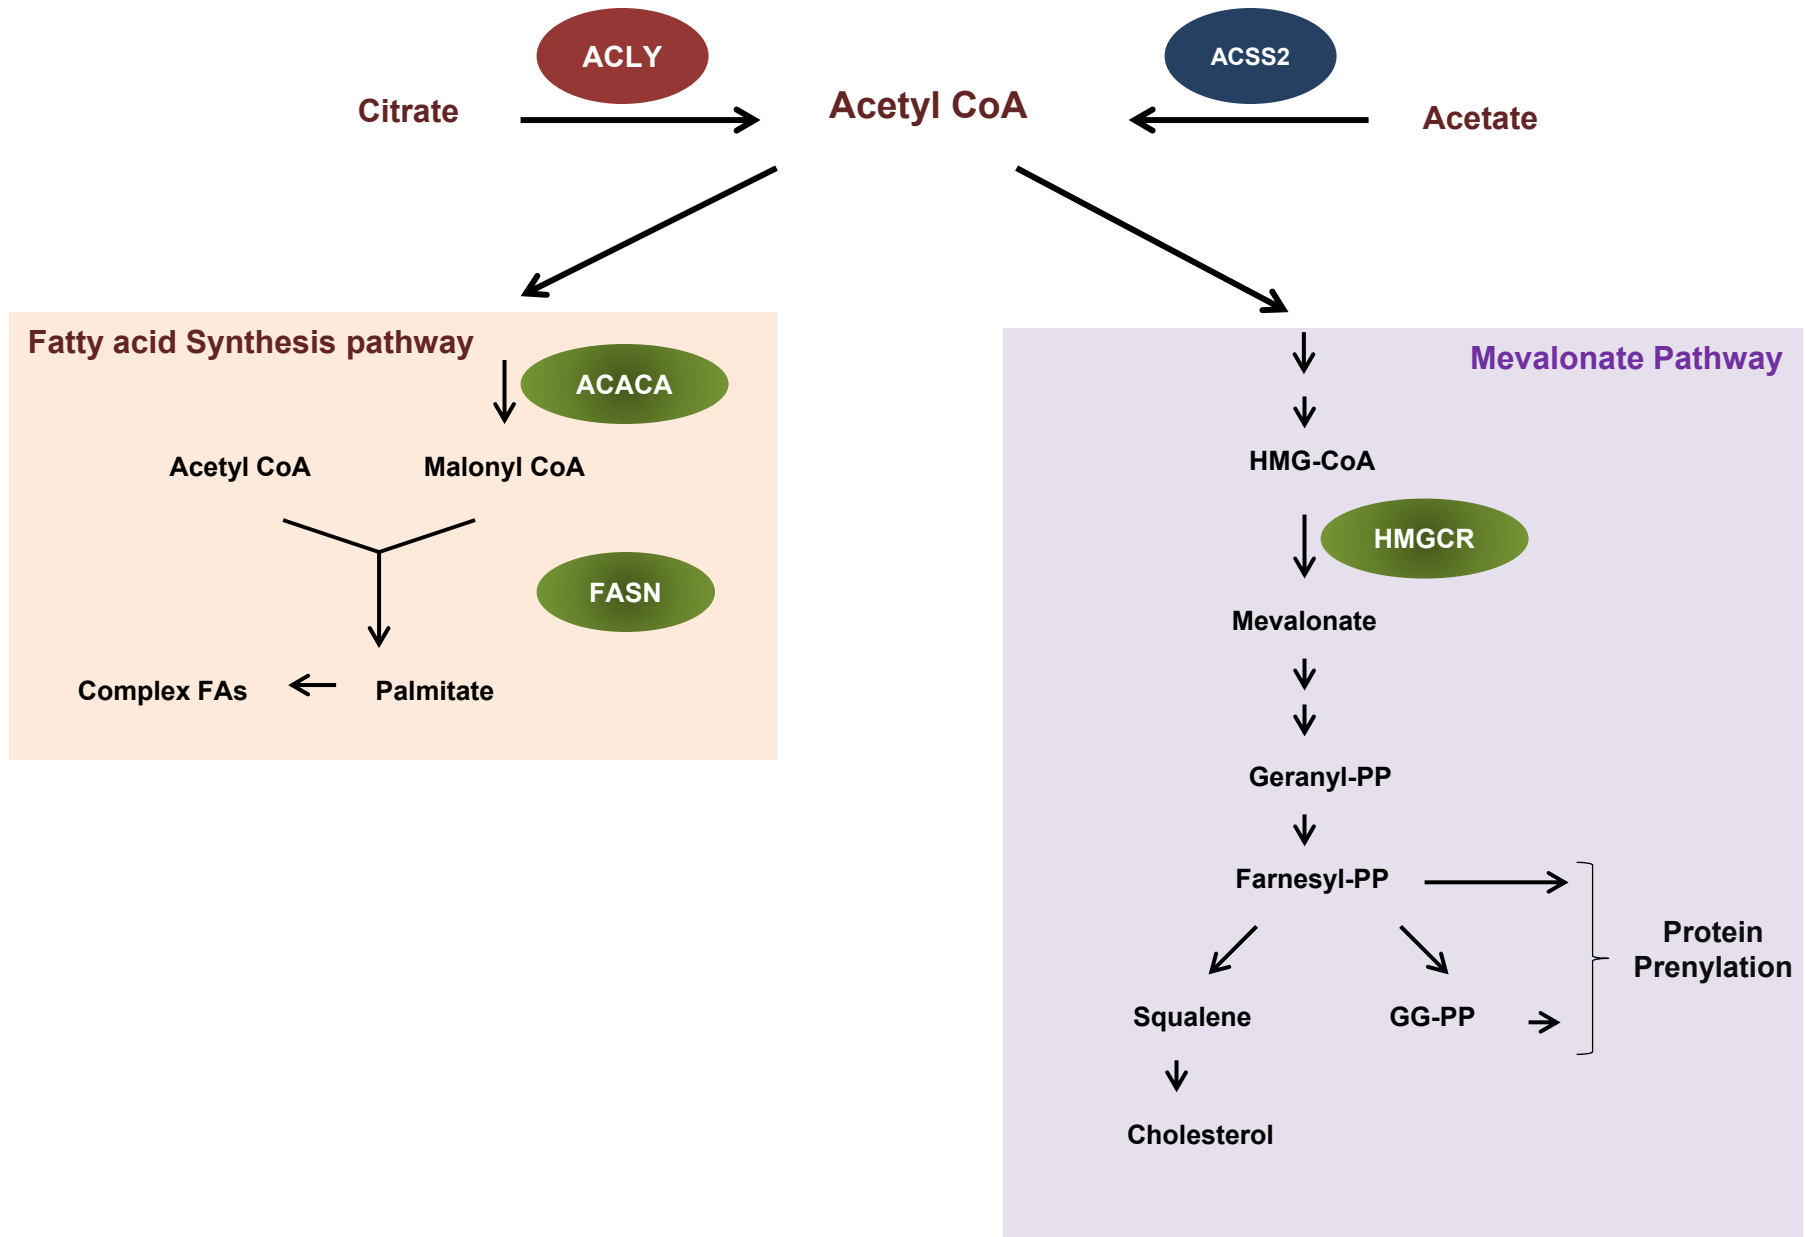 ACLY
ACSS2
Citrate
Acetyl CoA
Acetate
Fatty acid Synthesis pathway
ACACA
Acetyl CoA
Malonyl CoA
FASN
Complex FAs
Palmitate
Mevalonate Pathway
HMG-CoA
HMGCR
Mevalonate
Geranyl-PP
Farnesyl-PP
Protein
Prenylation
Squalene
GG-PP
Cholesterol